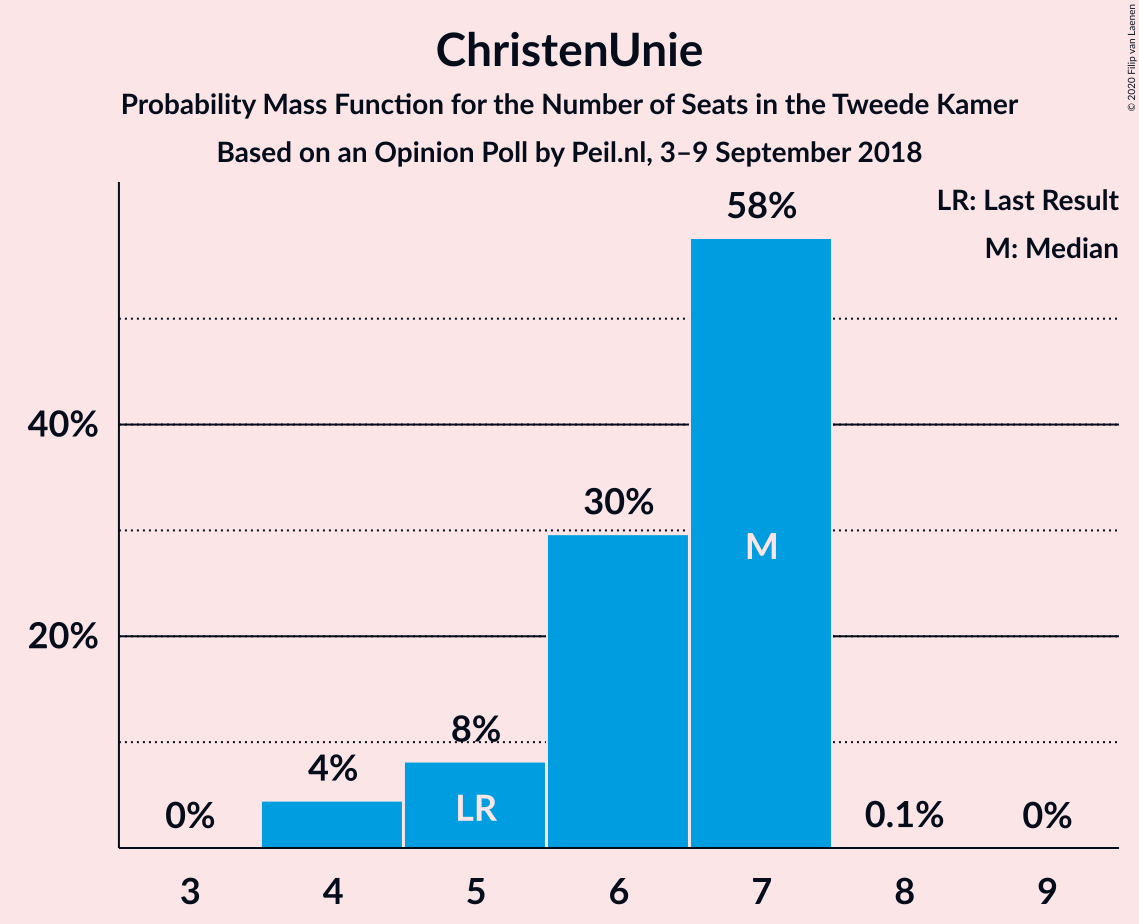 ChristenUnie
Probability Mass Function for the Number of Seats in the Tweede Kamer
Based on an Opinion Poll by Peil.nl, 3–9 September 2018
© 2020 Filip van Laenen
LR: Last Result
M: Median
58%
40%
30%
M
20%
8%
4%
LR
0%
0.1%
0%
3 4 5 6 7 8 9